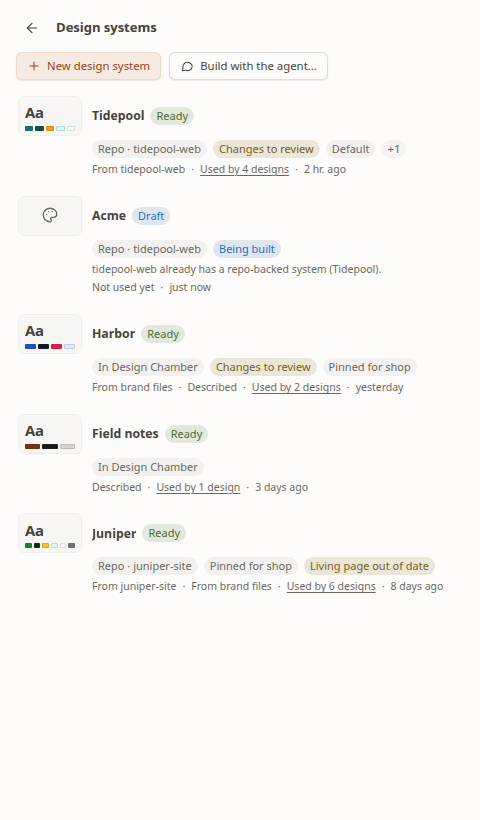 Design systems
New design system
Build with the agent...
Aa
Tidepool Ready
Repo · tidepool-web Changes to review Default +1
From tidepool-web · Used by 4 designs · 2 hr. ago
Acme Draft
Repo · tidepool-web Being built
tidepool-web already has a repo-backed system (Tidepool).
Not used yet · just now
Aa
Harbor Ready
In Design Chamber Changes to review Pinned for shop
From brand files · Described · Used by 2 designs · yesterday
Aa
Field notes Ready
In Design Chamber
Described · Used by 1 design · 3 days ago
Aa
Juniper Ready
Repo · juniper-site Pinned for shop Living page out of date
From juniper-site · From brand files · Used by 6 designs · 8 days ago